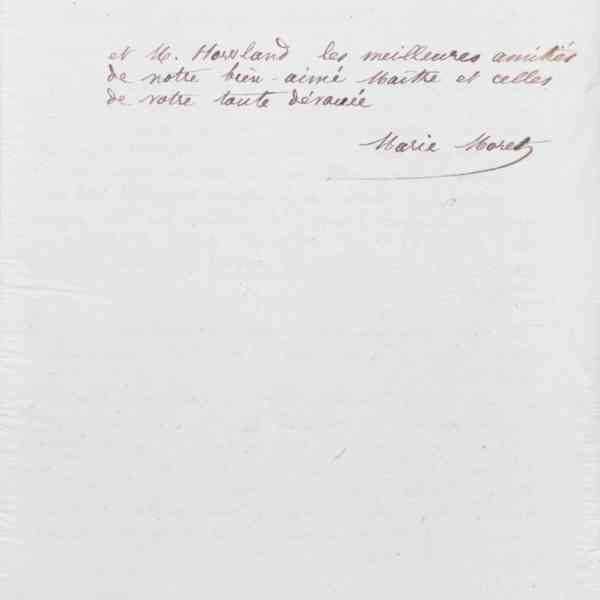 et M. Howland les meilleures amitiés
de notre bien-aimé Maître et celles
de votre toute dévouée
Marie Moret